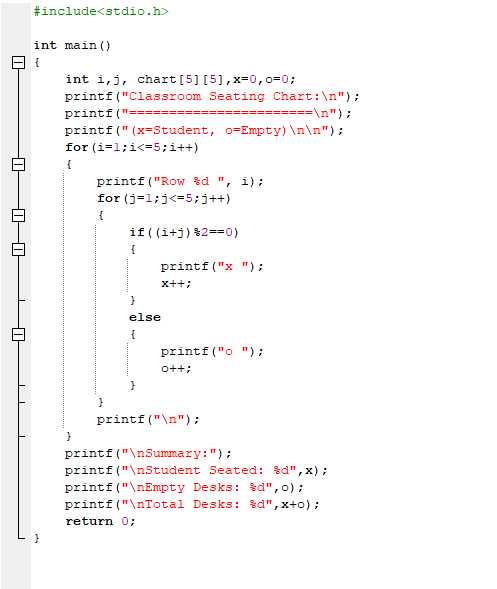 #include<stdio.h>
int main()
{
int i,j, chart[5][5],x=0,o=0;
printf("Classroom Seating Chart:\n");
printf("=======================\n");
printf("(x=Student, o=Empty)\n\n");
for(i=1;i<=5;i++)
{
printf("Row %d ", i);
for(j=1;j<=5;j++)
{
if((i+j)%2==0)
{
printf("x ");
x++;
}
else
{
printf("o ");
o++;
}
}
printf("\n");
}
printf("\nSummary:");
printf("\nStudent Seated: %d",x);
printf("\nEmpty Desks: %d",o);
printf("\nTotal Desks: %d",x+o);
return 0;
}